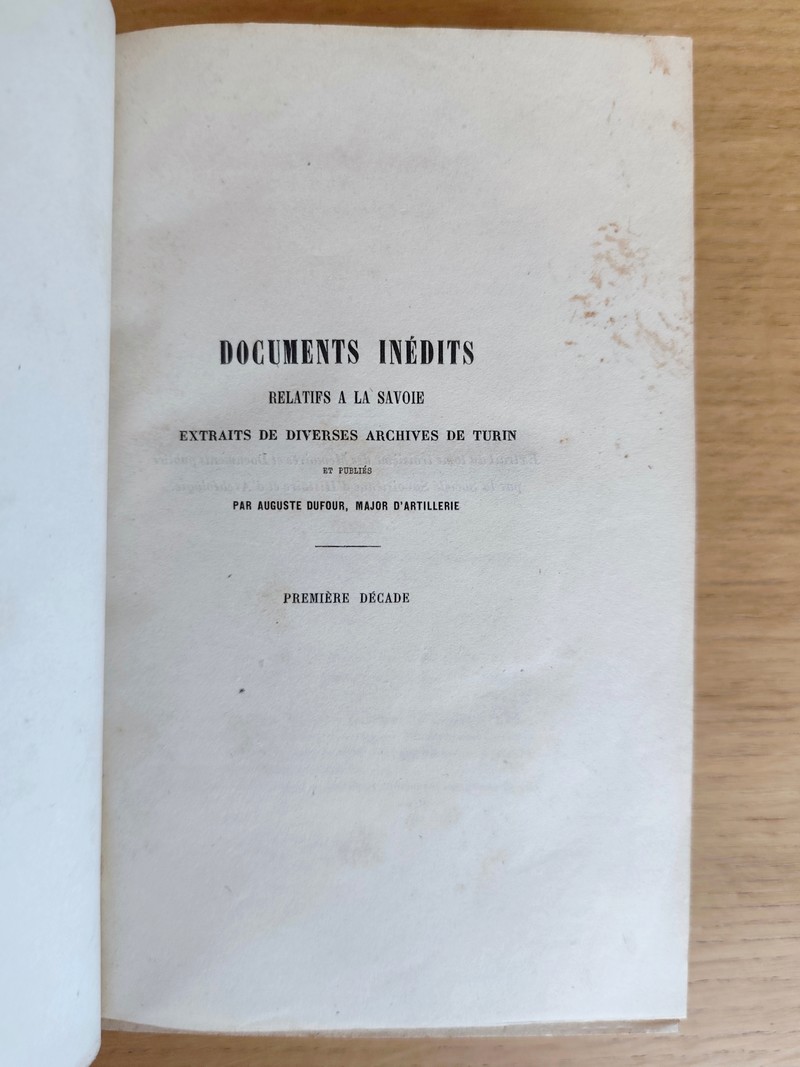 DOCUMENTS INÉDITS
RELATIFS A LA SAVOIE
EXTRAITS DE DIVERSES ARCHIVES DE TURIN
ET PUBLIÉS
PAR AUGUSTE DUFOUR, MAJOR D'ARTILLERIE
PREMIÈRE DÉCADE